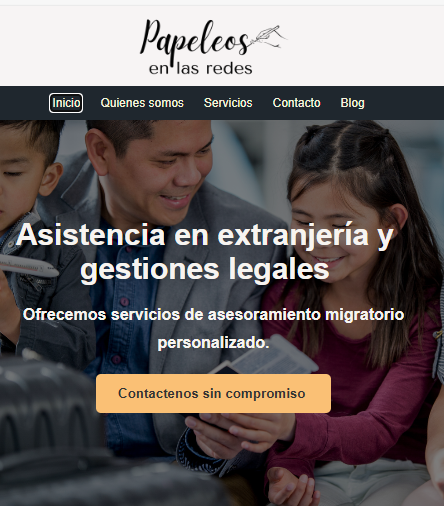 Papeleos
en las redes
Inicio Quienes somos Servicios Contacto Blog
Asistencia en extranjería y
gestiones legales
Ofrecemos servicios de asesoramiento migratorio
personalizado.
Contactenos sin compromiso